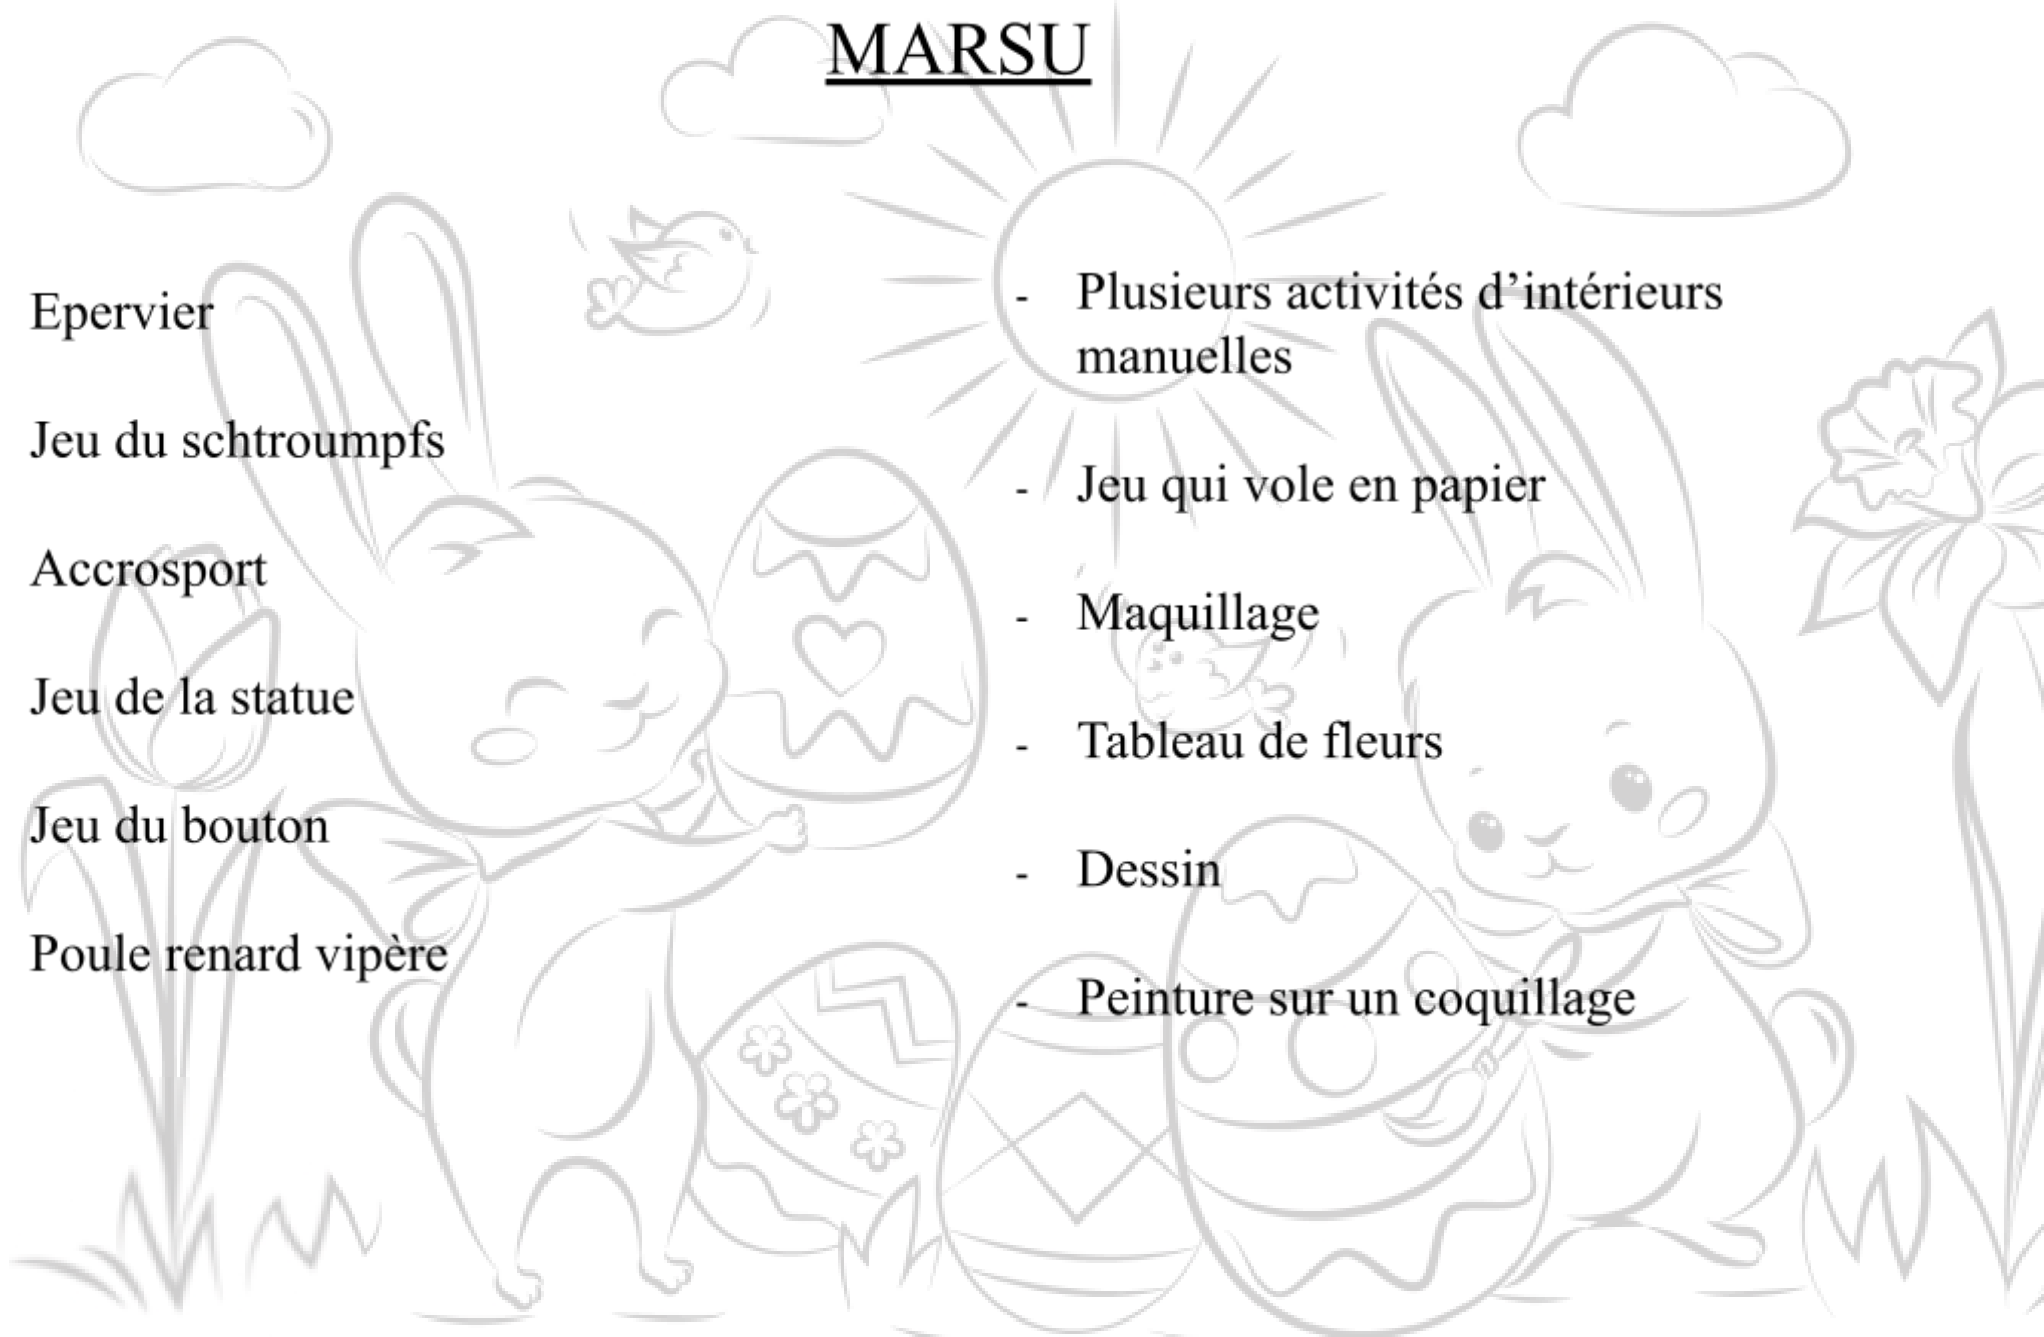 MARSU
Epervier
Jeu du schtroumpfs
Accrosport
Jeu de la statue
Jeu du bouton
Poule renard vipère
- Plusieurs activités d’intérieurs
manuelles
- Jeu qui vole en papier
- Maquillage
- Tableau de fleurs
- Dessin
- Peinture sur un coquillage